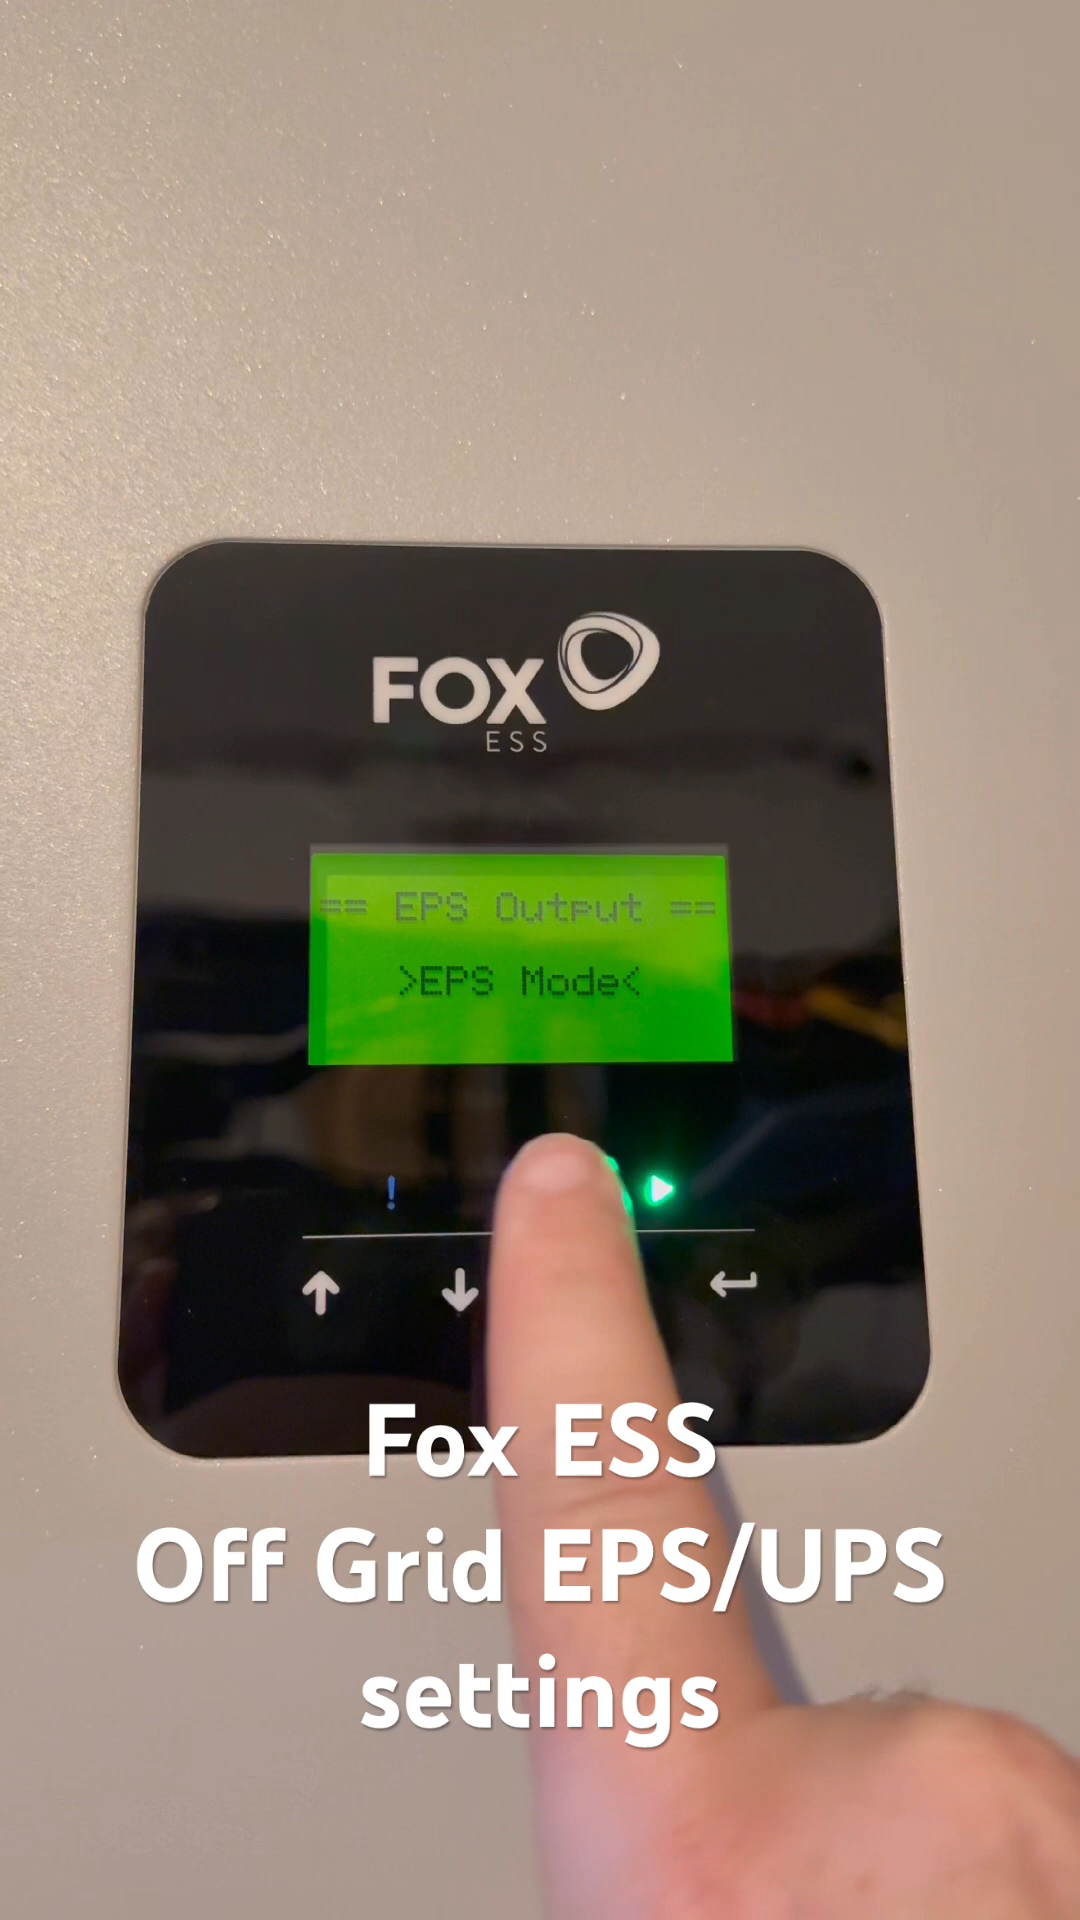 FOX
ESS
== EPS Output ==
>EPS Mode<
Fox ESS
Off Grid EPS/UPS
settings